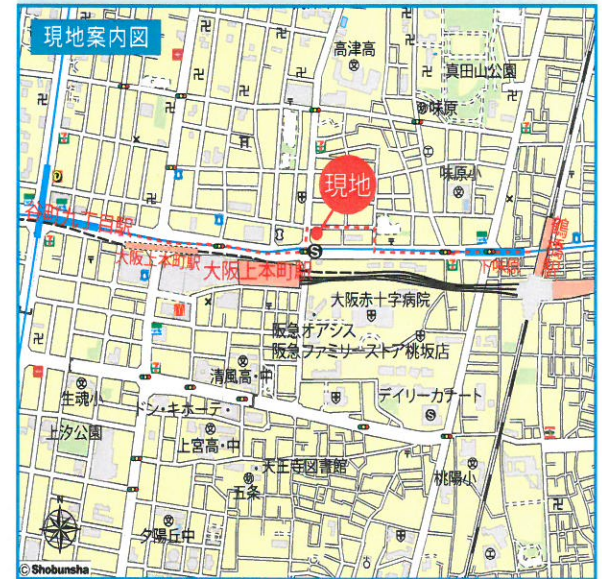 現地案内図
高津高
真田山公園
味原
味原小
現地
谷町九丁目駅
大阪上本町駅
大阪上本町駅
鶴橋駅
大阪赤十字病院
阪急オアシス
阪急ファミリーストア桃坂店
清風高・中
デイリーカナート
生魂小
ドン・キホーテ・
上汐公園
上宮高・中
・天王寺図書館
五条
桃陽小
夕陽丘中
N
S
S
© Shobunsha